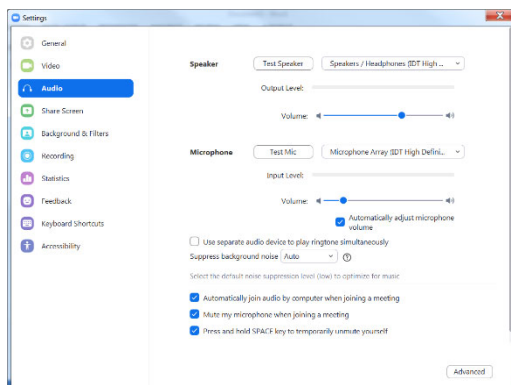 Settings
General
Video
Audio
Share Screen
Background & Filters
Recording
Statistics
Feedback
Keyboard Shortcuts
Accessibility
Speaker
Test Speaker
Speakers / Headphones (IDT High ...
Output Level:
Volume:
Microphone
Test Mic
Microphone Array (IDT High Defini...
Input Level:
Volume:
Automatically adjust microphone
volume
Use separate audio device to play ringtone simultaneously
Suppress background noise Auto
Select the default noise suppression level (low) to optimize for music
Automatically join audio by computer when joining a meeting
Mute my microphone when joining a meeting
Press and hold SPACE key to temporarily unmute yourself
Advanced